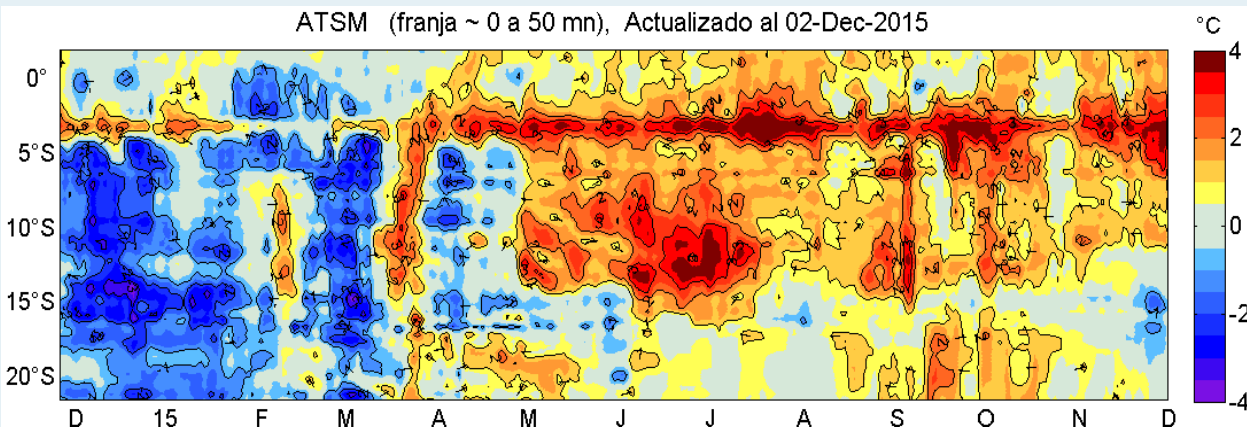 ATSM (franja ~ 0 a 50 mn), Actualizado al 02-Dec-2015
°C
0°
5°S
10°S
15°S
20°S
4
2
0
-2
-4
D 15 F M A M J J A S O N D